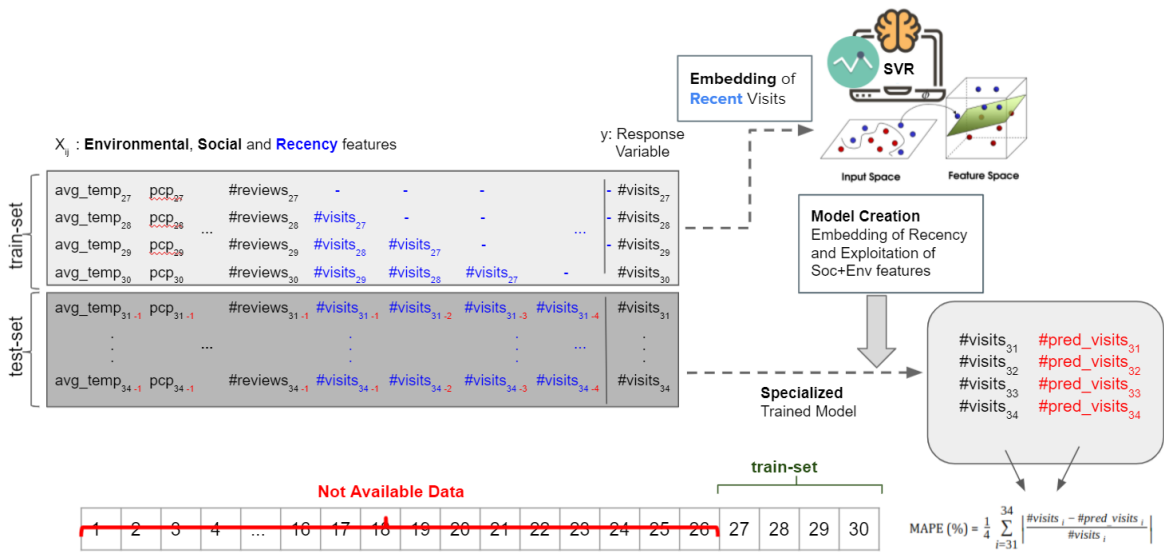 Embedding of
Recent Visits
SVR
Input Space
Feature Space
X ij : Environmental, Social and Recency features
y: Response
Variable
train-set
avg_temp27 pcp27 #reviews27 - - - - #visits27
avg_temp28 pcp28 ... #reviews28 #visits27 - - ... - #visits28
avg_temp29 pcp29 #reviews29 #visits28 #visits27 - - #visits29
avg_temp30 pcp30 #reviews30 #visits29 #visits28 #visits27 - #visits30
test-set
avg_temp31 -1 pcp31 -1 #reviews31 -1 #visits31 -1 #visits31 -2 #visits31 -3 #visits31 -4 #visits31
... ...
avg_temp34 -1 pcp34 -1 #reviews34 -1 #visits34 -1 #visits34 -2 #visits34 -3 #visits34 -4 #visits34
Model Creation
Embedding of Recency
and Exploitation of
Soc+Env features
Specialized
Trained Model
#visits31 #pred_visits31
#visits32 #pred_visits32
#visits33 #pred_visits33
#visits34 #pred_visits34
train-set
Not Available Data
1 2 3 4 ... 16 17 18 19 20 21 22 23 24 25 26 27 28 29 30
MAPE (%) = 1/4 34 ∑ i=31 | #visits i − #pred_visits i / #visits i |